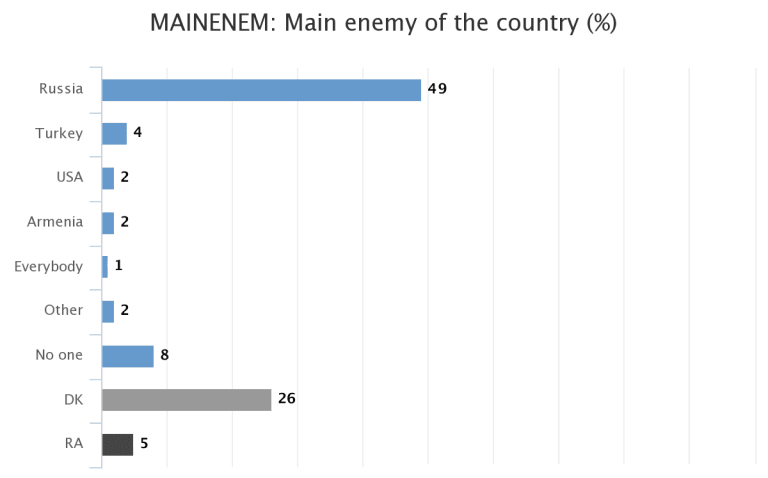 MAINENEM: Main enemy of the country (%)
Russia 49
Turkey 4
USA 2
Armenia 2
Everybody 1
Other 2
No one 8
DK 26
RA 5